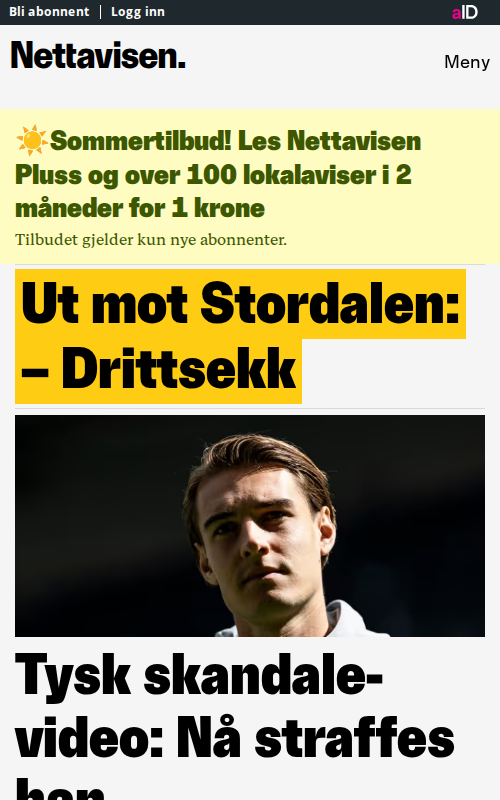 Bli abonnent
Logg inn
aID
Nettavisen.
Meny
Sommertilbud! Les Nettavisen
Pluss og over 100 lokalaviser i 2
måneder for 1 krone
Tilbudet gjelder kun nye abonnenter.
Ut mot Stordalen:
– Drittsekk
Tysk skandale-
video: Nå straffes
han